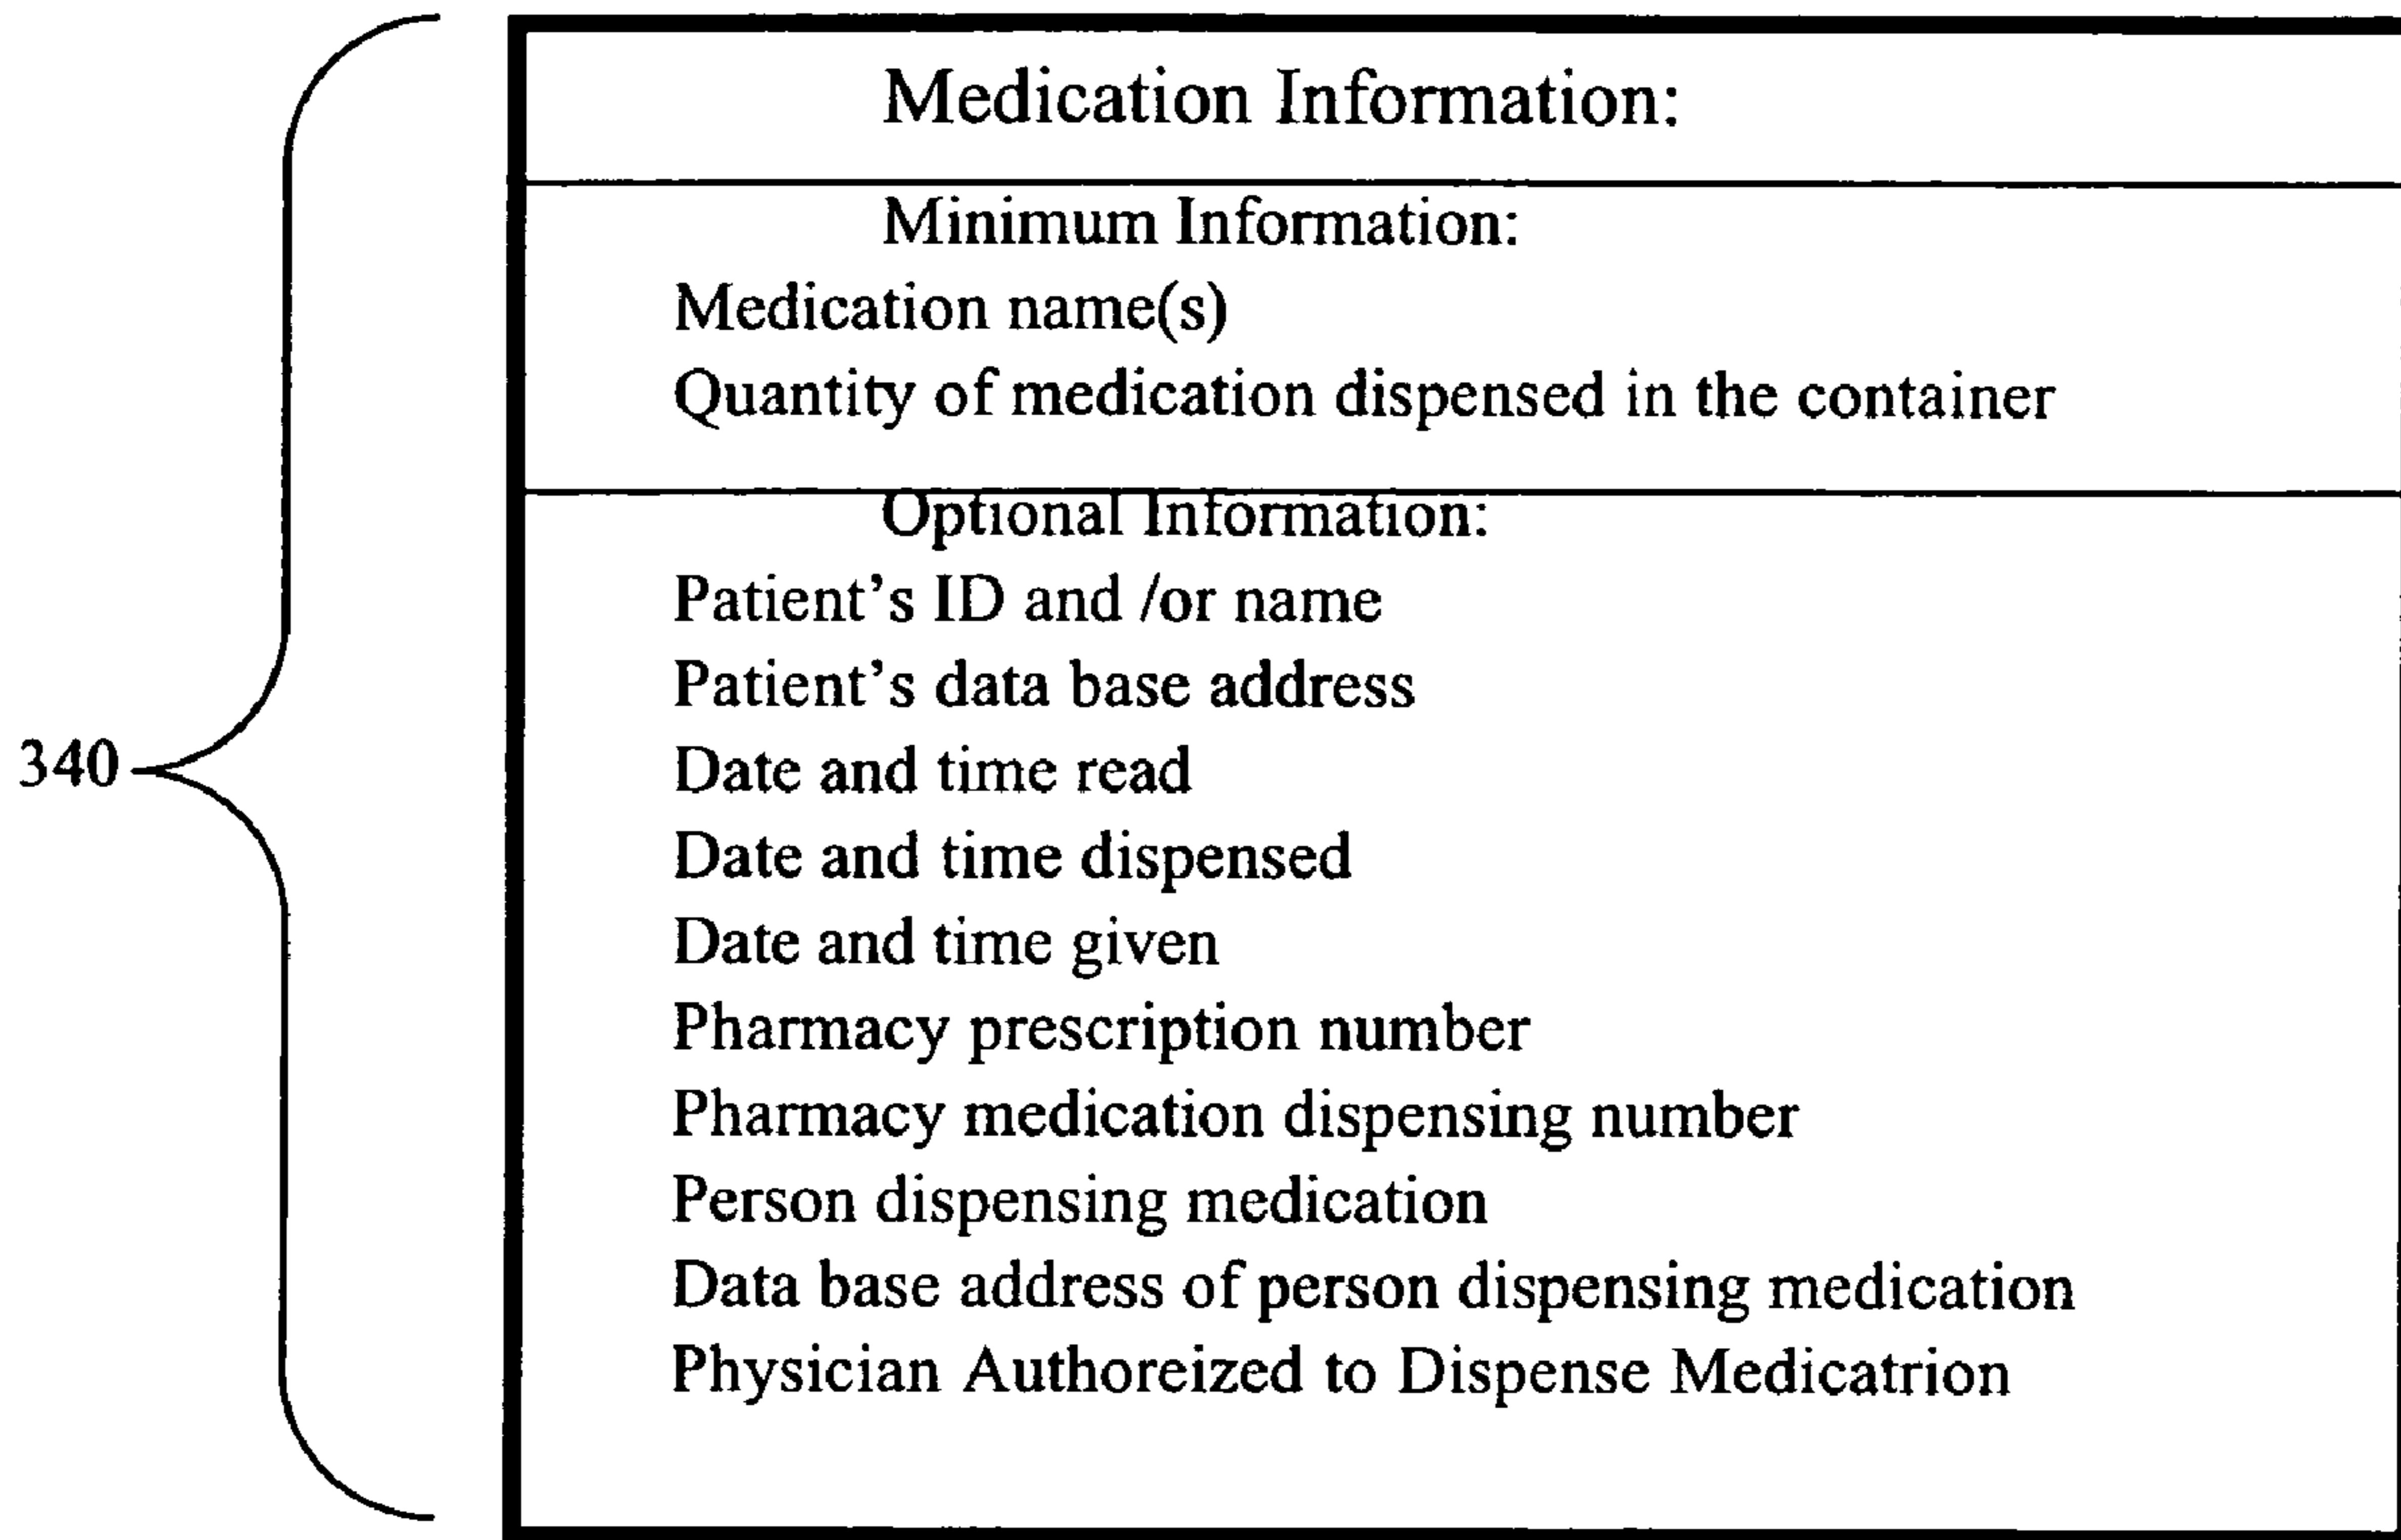 Medication Information:
Minimum Information:
Medication name(s)
Quantity of medication dispensed in the container
Optional Information:
Patient's ID and /or name
Patient's data base address
340
Date and time read
Date and time dispensed
Date and time given
Pharmacy prescription number
Pharmacy medication dispensing number
Person dispensing medication
Data base address of person dispensing medication
Physician Authoreized to Dispense Medicatrion